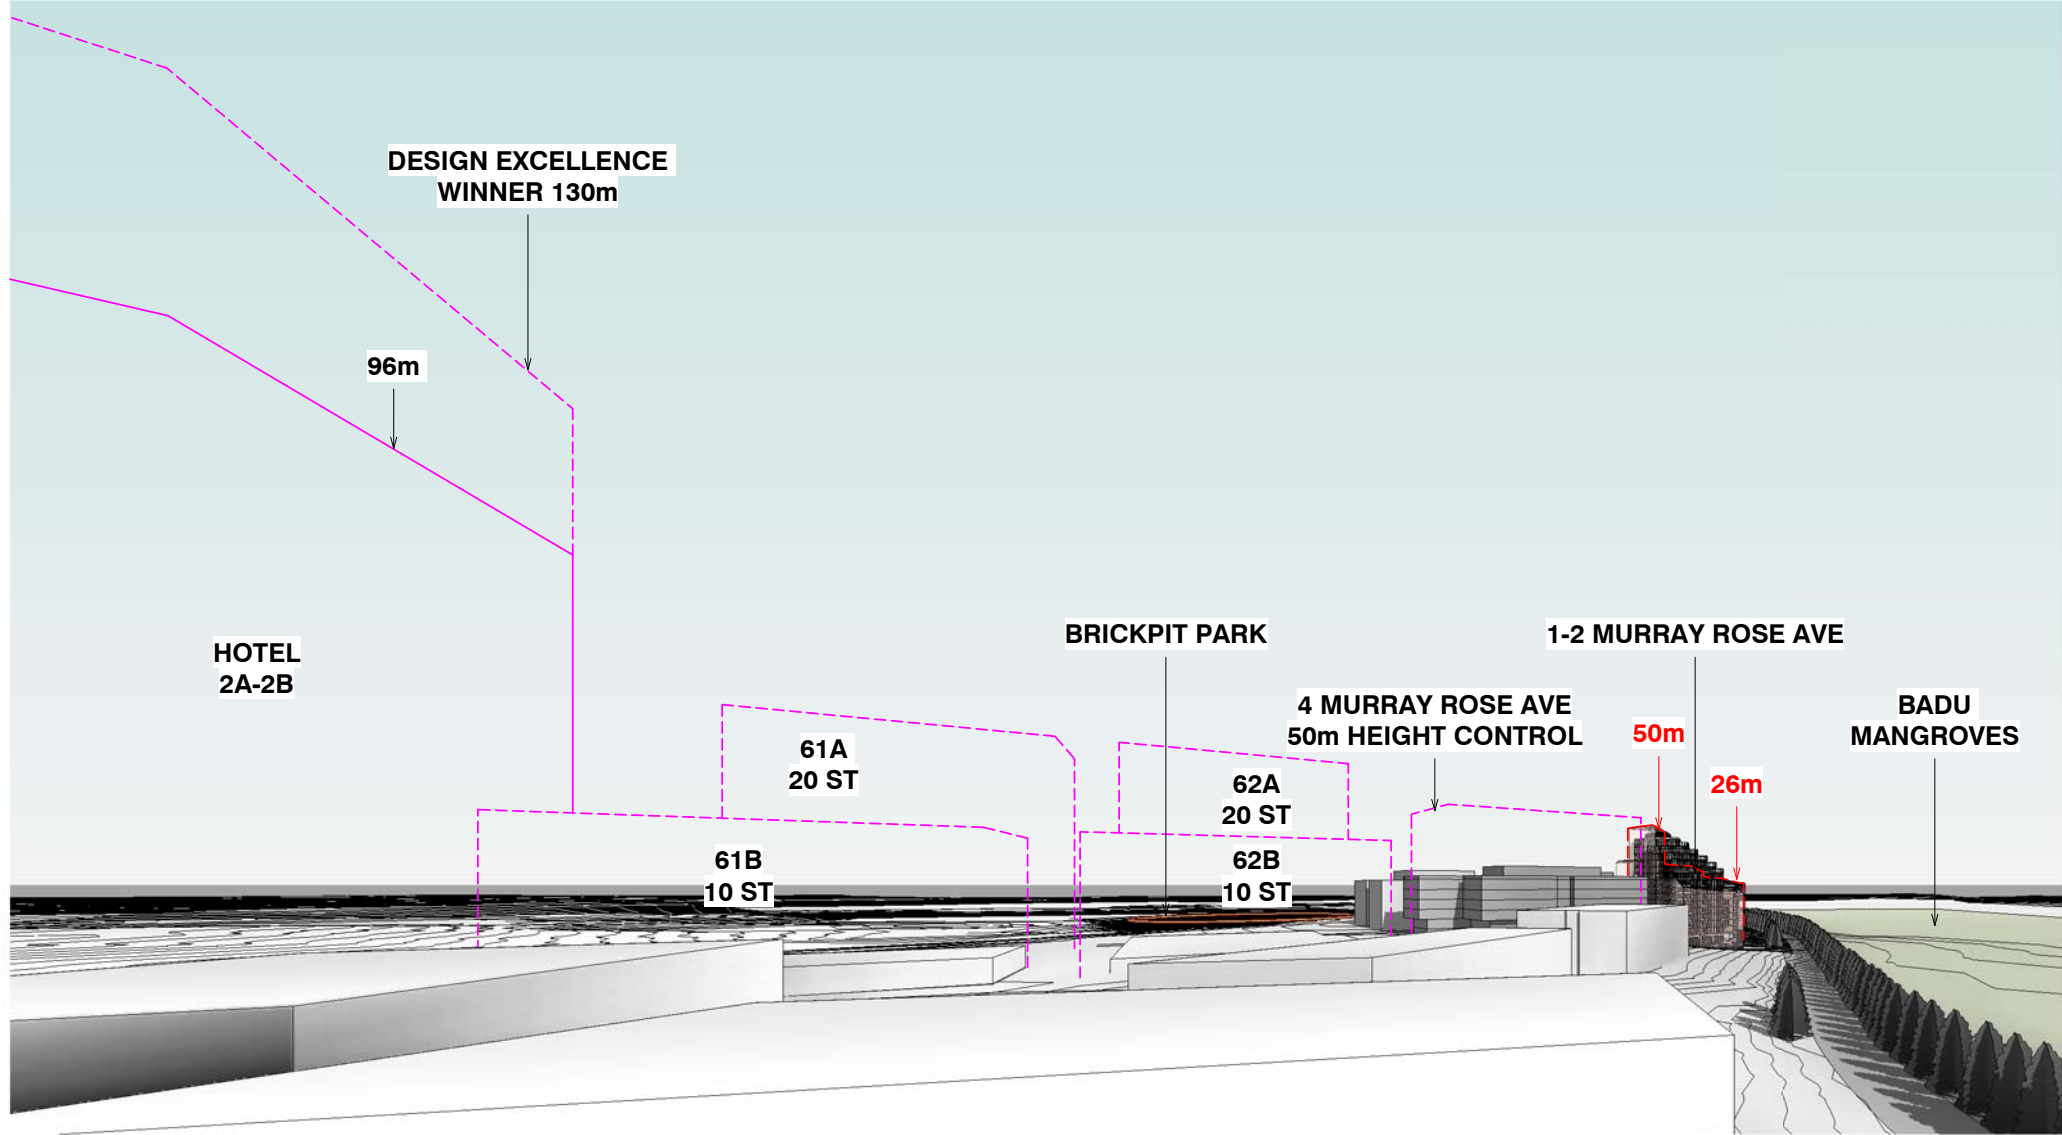 DESIGN EXCELLENCE
WINNER 130m
96m
HOTEL
2A-2B
BRICKPIT PARK
1-2 MURRAY ROSE AVE
4 MURRAY ROSE AVE
50m HEIGHT CONTROL
50m
BADU
MANGROVES
61A
20 ST
62A
20 ST
26m
61B
10 ST
62B
10 ST